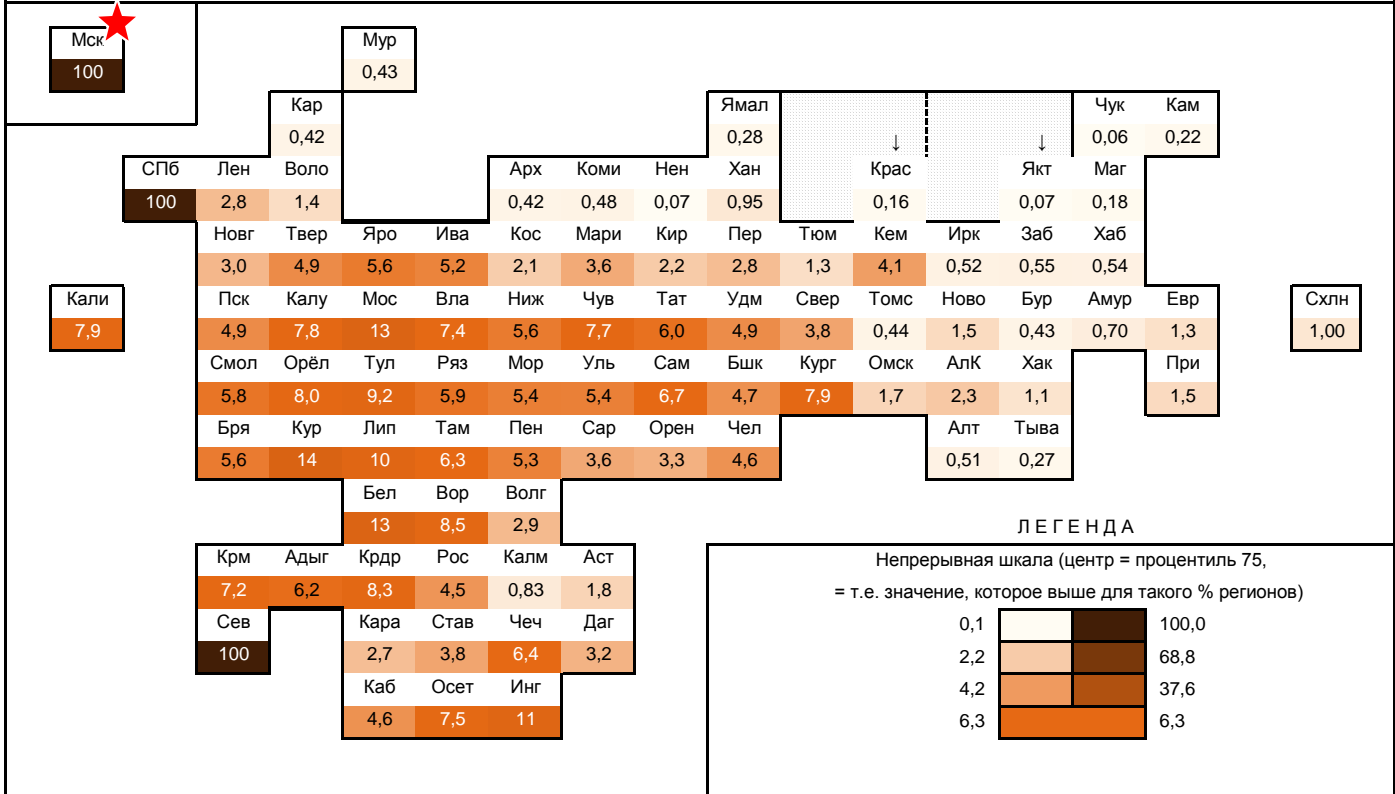 Мск Мур
100 0,43
Кар Ямал Чук Кам
0,42 0,28 ↓ ↓ 0,06 0,22
СПб Лен Воло Арх Коми Нен Хан Крас Якт Маг
100 2,8 1,4 0,42 0,48 0,07 0,95 0,16 0,07 0,18
Новг Твер Яро Ива Кос Мари Кир Пер Тюм Кем Ирк Заб Хаб
3,0 4,9 5,6 5,2 2,1 3,6 2,2 2,8 1,3 4,1 0,52 0,55 0,54
Кали Пск Калу Мос Вла Ниж Чув Тат Удм Свер Томс Ново Бур Амур Евр Схлн
7,9 4,9 7,8 13 7,4 5,6 7,7 6,0 4,9 3,8 0,44 1,5 0,43 0,70 1,3 1,00
Смол Орёл Тул Ряз Мор Уль Сам Бшк Кург Омск АлК Хак При
5,8 8,0 9,2 5,9 5,4 5,4 6,7 4,7 7,9 1,7 2,3 1,1 1,5
Бря Кур Лип Там Пен Сар Орен Чел Алт Тыва
5,6 14 10 6,3 5,3 3,6 3,3 4,6 0,51 0,27
Бел Вор Волг
13 8,5 2,9
Крм Адыг Крдр Рос Калм Аст
7,2 6,2 8,3 4,5 0,83 1,8
Сев Кара Став Чеч Даг
100 2,7 3,8 6,4 3,2
Каб Осет Инг
4,6 7,5 11
Л Е Г Е Н Д А
Непрерывная шкала (центр = процентиль 75,
= т.е. значение, которое выше для такого % регионов)
0,1 100,0
2,2 68,8
4,2 37,6
6,3 6,3